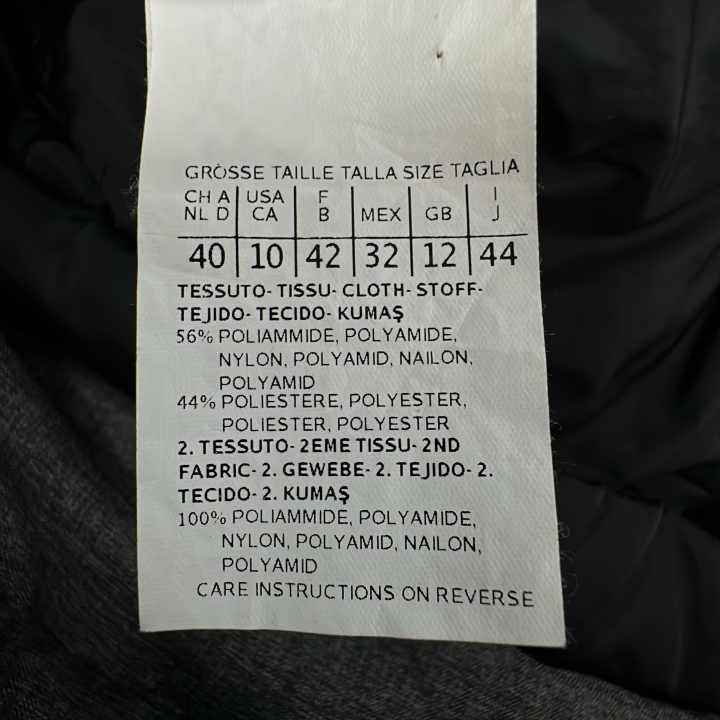 GRÖSSE TAILLE TALLA SIZE TAGLIA
CH A USA F I
NL D CA B MEX GB J
40 10 42 32 12 44
TESSUTO- TISSU- CLOTH- STOFF-
TEJIDO- TECIDO- KUMAŞ
56% POLIAMMIDE, POLYAMIDE,
NYLON, POLYAMID, NAILON,
POLYAMID
44% POLIESTERE, POLYESTER,
POLIESTER, POLYESTER
2. TESSUTO- 2EME TISSU- 2ND
FABRIC- 2. GEWEBE- 2. TEJIDO- 2.
TECIDO- 2. KUMAŞ
100% POLIAMMIDE, POLYAMIDE,
NYLON, POLYAMID, NAILON,
POLYAMID
CARE INSTRUCTIONS ON REVERSE